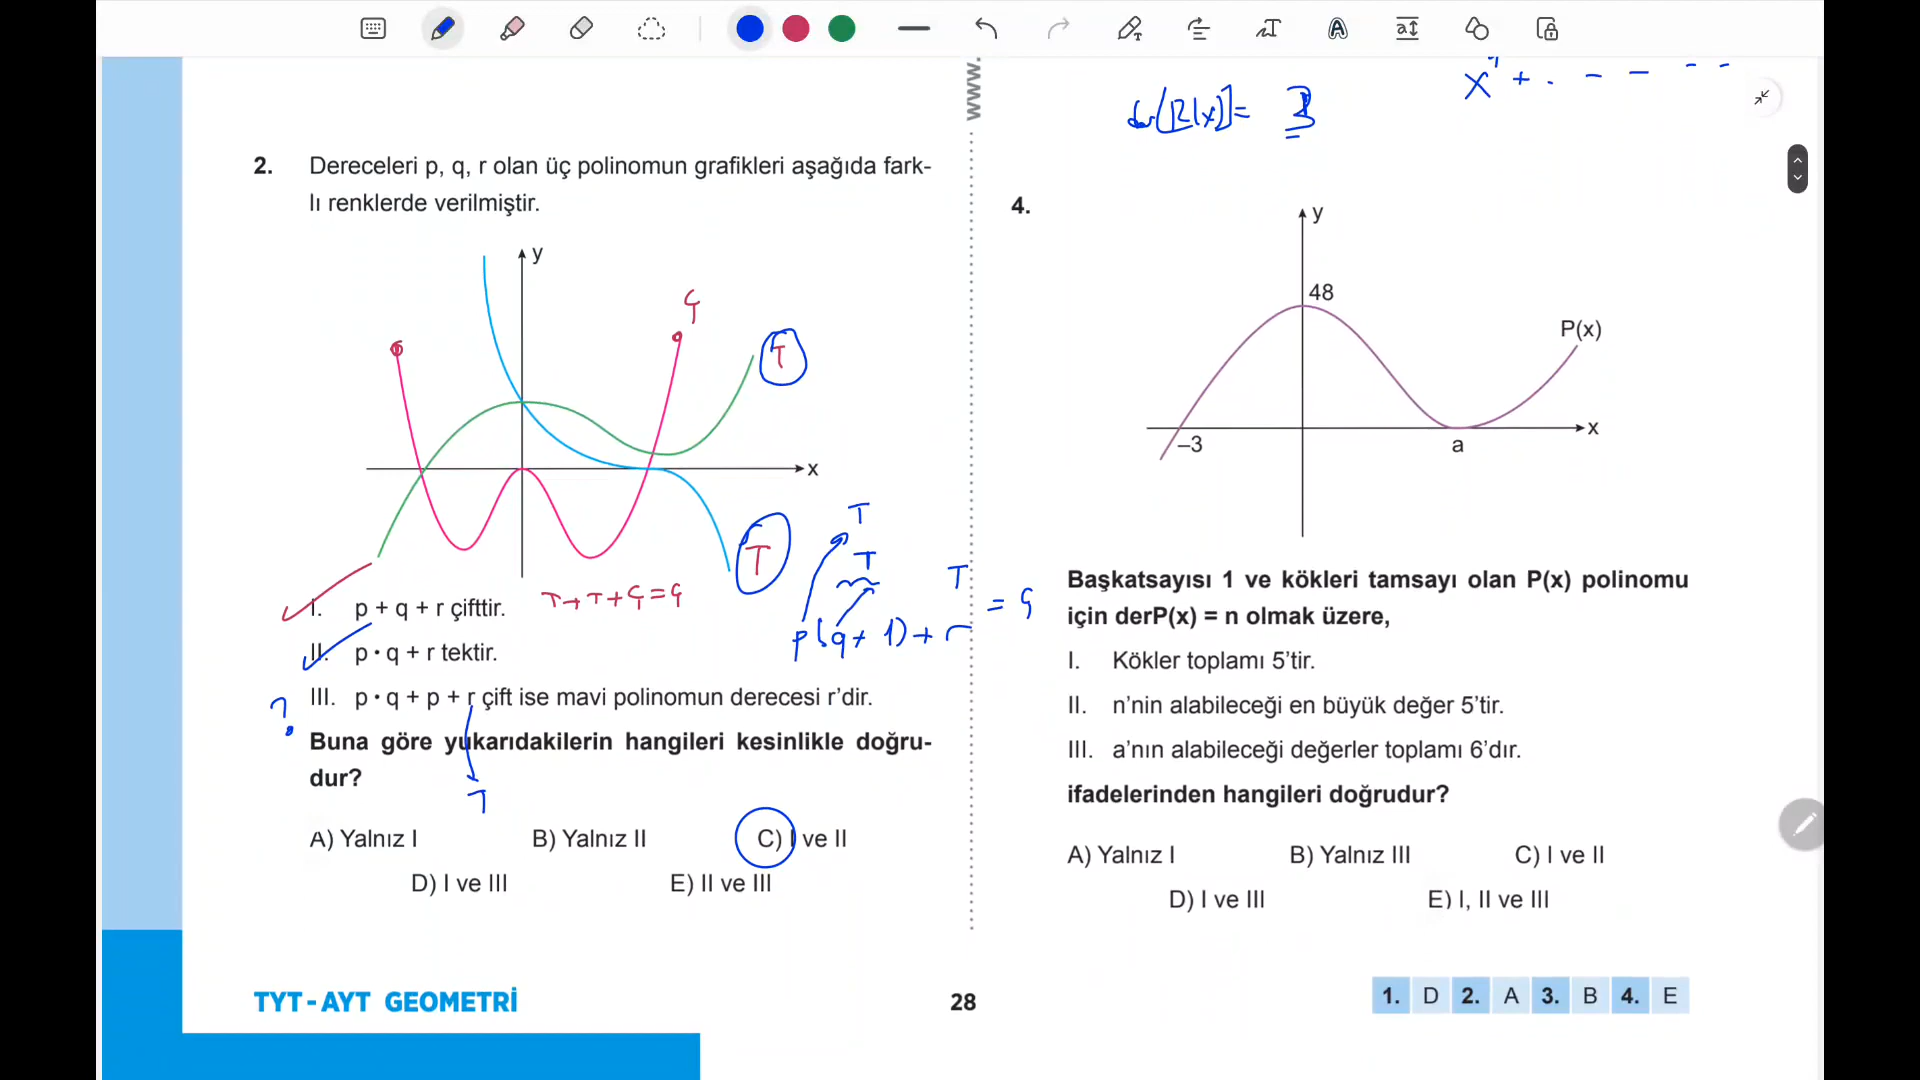 www.
der[P(x)]= 3
2. Dereceleri p, q, r olan üç polinomun grafikleri aşağıda fark-
lı renklerde verilmiştir.
y
x
Ç
T
T
I. p + q + r çifttir.
T+T+Ç=Ç
II. p • q + r tektir.
III. p • q + p + r çift ise mavi polinomun derecesi r'dir.
?
T
T
T
T
p(q+1)+r = Ç
Buna göre yukarıdakilerin hangileri kesinlikle doğru-
dur?
A) Yalnız I B) Yalnız II C) I ve II
D) I ve III E) II ve III
4.
y
48
P(x)
x
–3
a
Başkatsayısı 1 ve kökleri tamsayı olan P(x) polinomu
için derP(x) = n olmak üzere,
I. Kökler toplamı 5'tir.
II. n'nin alabileceği en büyük değer 5'tir.
III. a'nın alabileceği değerler toplamı 6'dır.
ifadelerinden hangileri doğrudur?
A) Yalnız I B) Yalnız III C) I ve II
D) I ve III E) I, II ve III
TYT - AYT GEOMETRİ
28
1. D 2. A 3. B 4. E